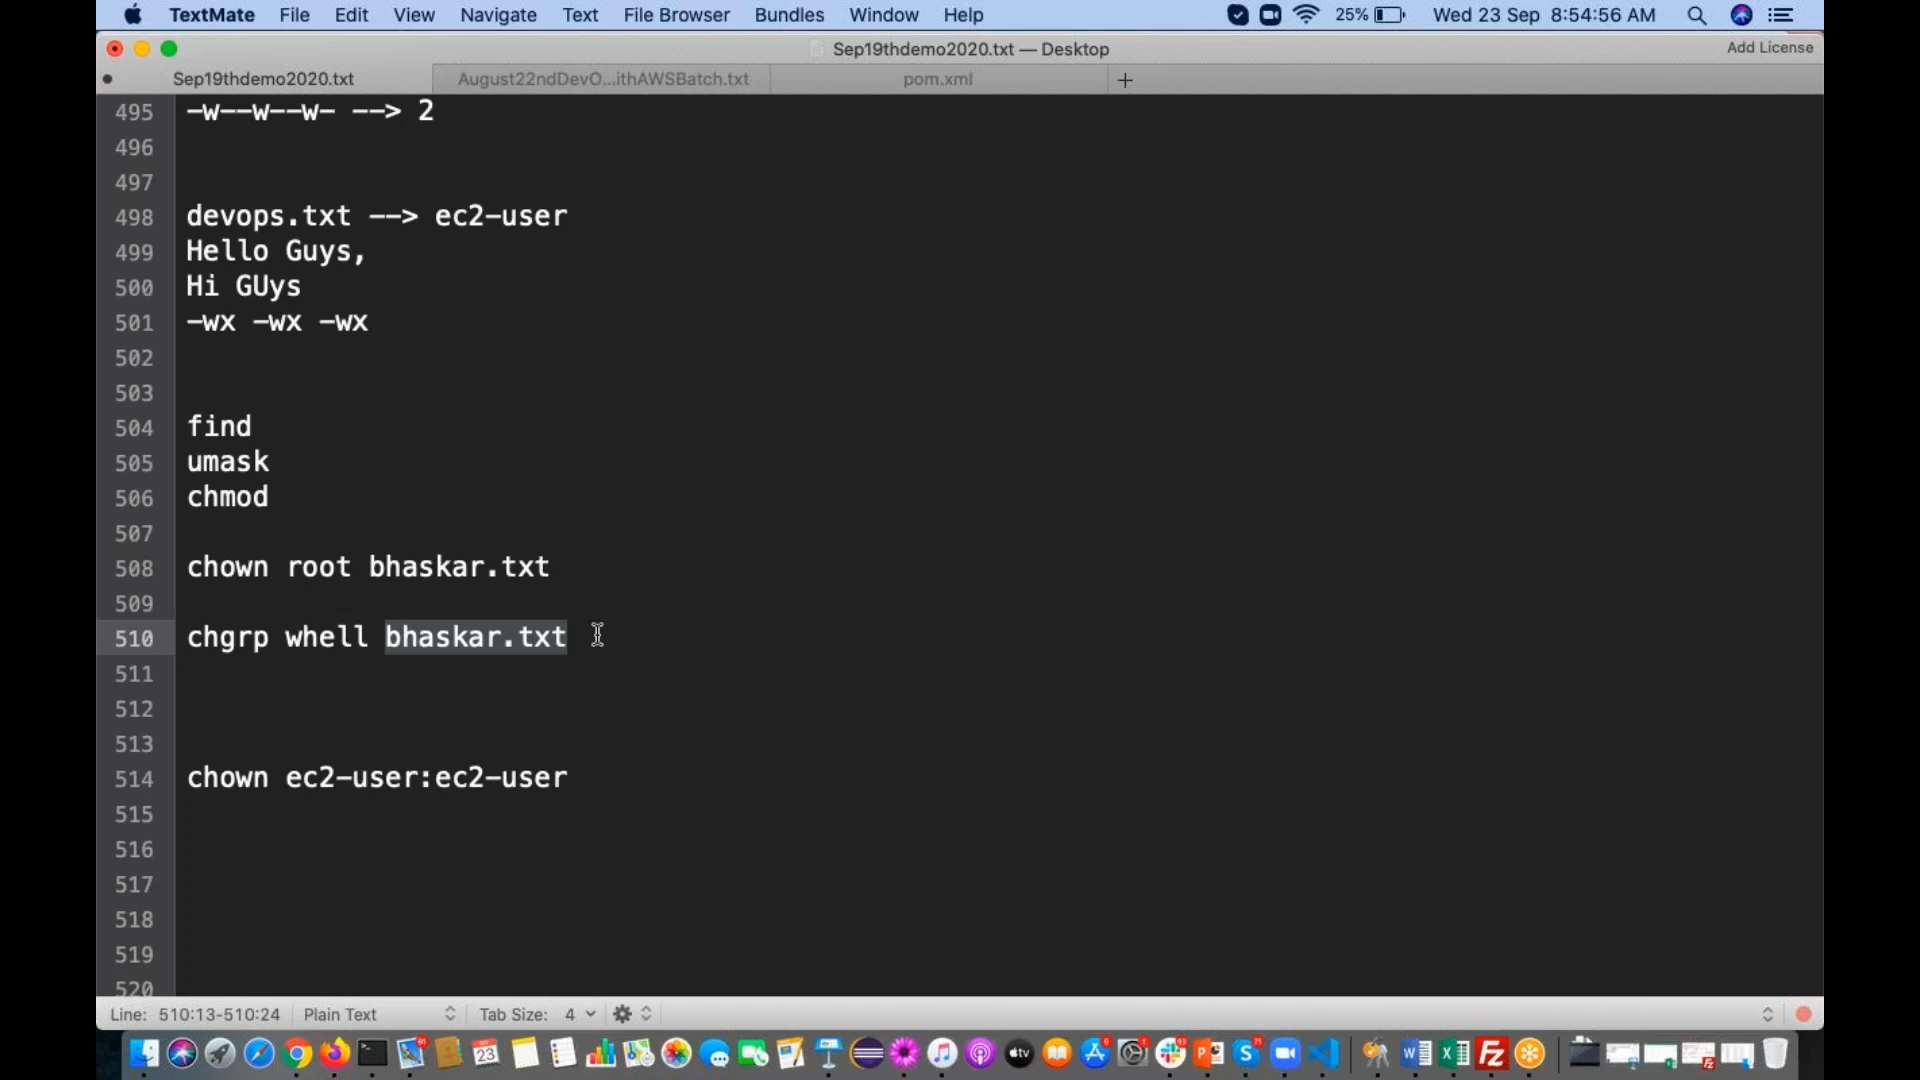 TextMate File Edit View Navigate Text File Browser Bundles Window Help 25% Wed 23 Sep 8:54:56 AM
Sep19thdemo2020.txt — Desktop Add License
Sep19thdemo2020.txt August22ndDevO...ithAWSBatch.txt pom.xml +
495 -w--w--w- --> 2
496
497
498 devops.txt --> ec2-user
499 Hello Guys,
500 Hi GUys
501 -wx -wx -wx
502
503
504 find
505 umask
506 chmod
507
508 chown root bhaskar.txt
509
510 chgrp whell bhaskar.txt
511
512
513
514 chown ec2-user:ec2-user
515
516
517
518
519
520
Line: 510:13-510:24 Plain Text Tab Size: 4